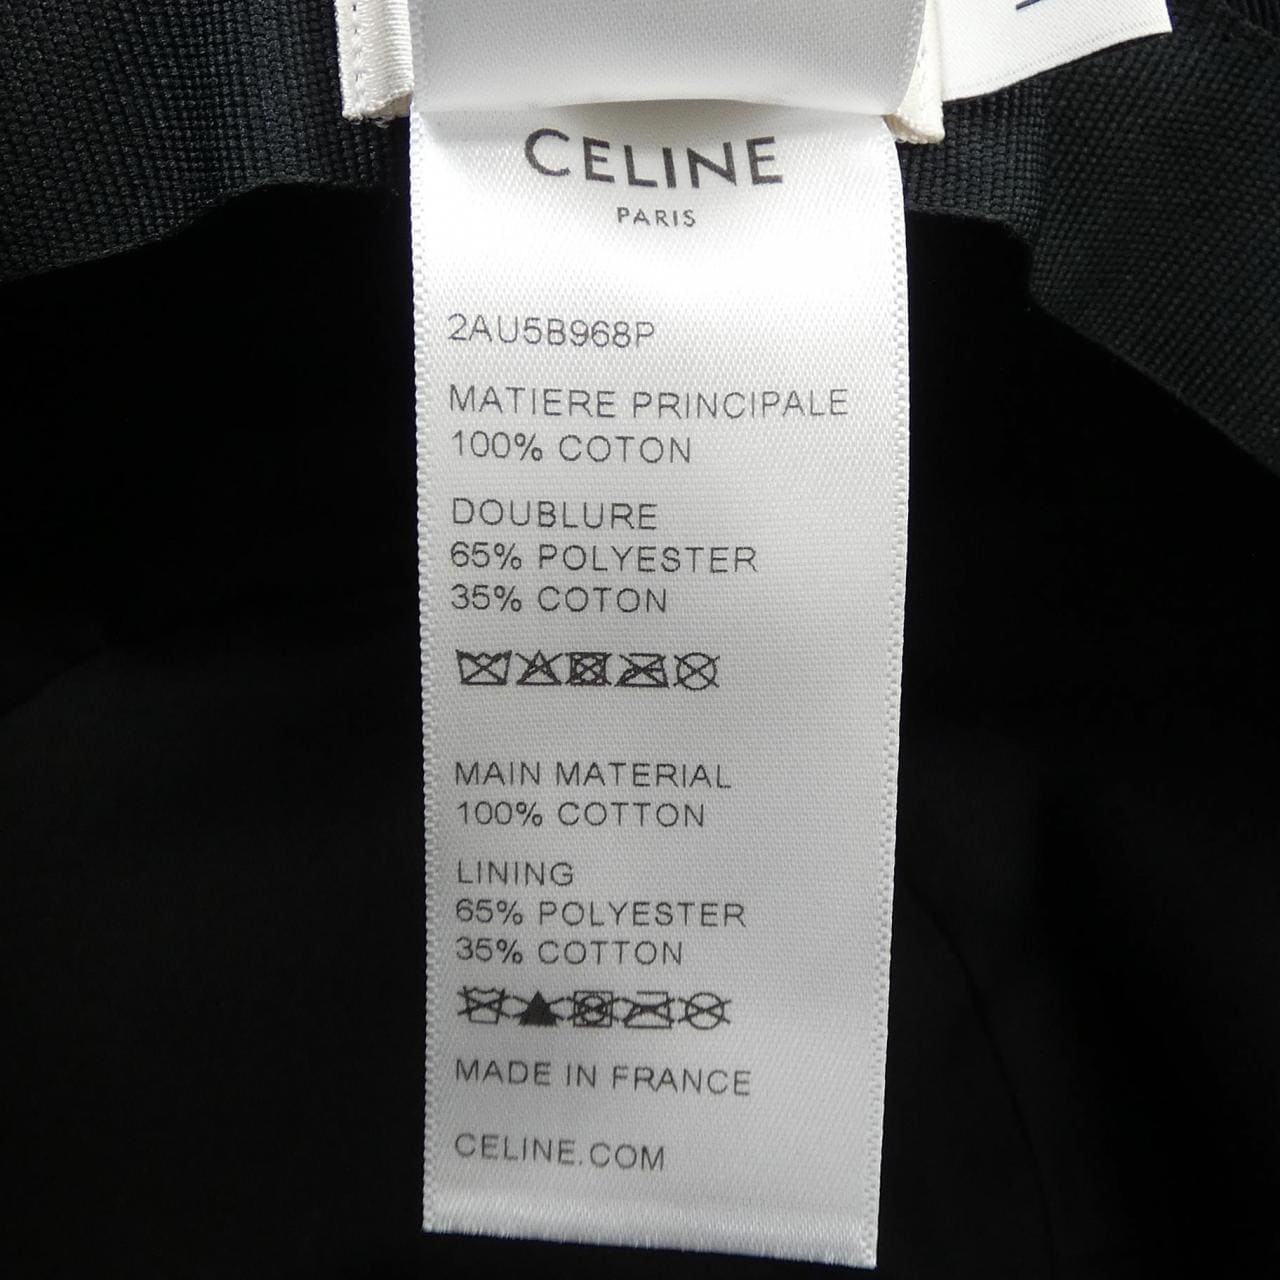 CELINE
PARIS
2AU5B968P
MATIERE PRINCIPALE
100% COTON
DOUBLURE
65% POLYESTER
35% COTON
MAIN MATERIAL
100% COTTON
LINING
65% POLYESTER
35% COTTON
MADE IN FRANCE
CELINE.COM